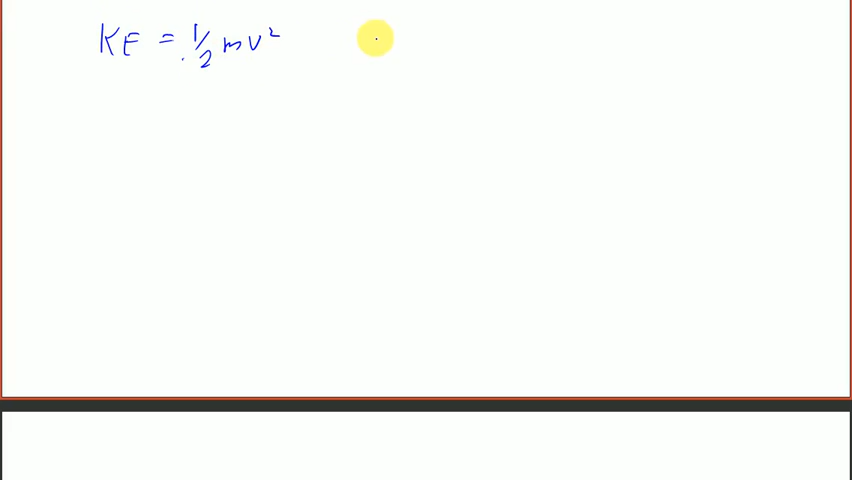 KE = 1/2 mv²